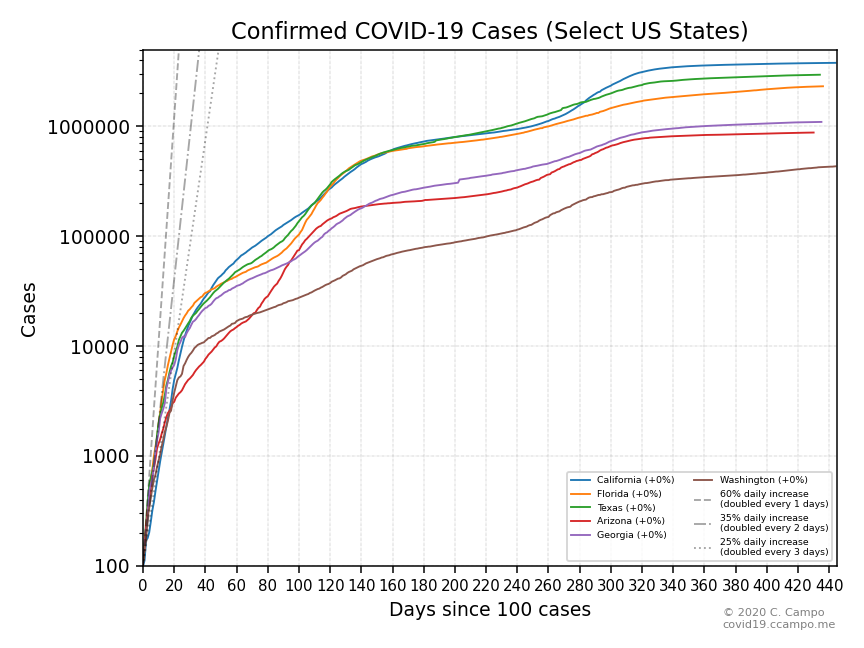 Confirmed COVID-19 Cases (Select US States)
Cases
1000000
100000
10000
1000
100
0 20 40 60 80 100 120 140 160 180 200 220 240 260 280 300 320 340 360 380 400 420 440
Days since 100 cases
California (+0%)
Florida (+0%)
Texas (+0%)
Arizona (+0%)
Georgia (+0%)
Washington (+0%)
60% daily increase
(doubled every 1 days)
35% daily increase
(doubled every 2 days)
25% daily increase
(doubled every 3 days)
© 2020 C. Campo
covid19.ccampo.me